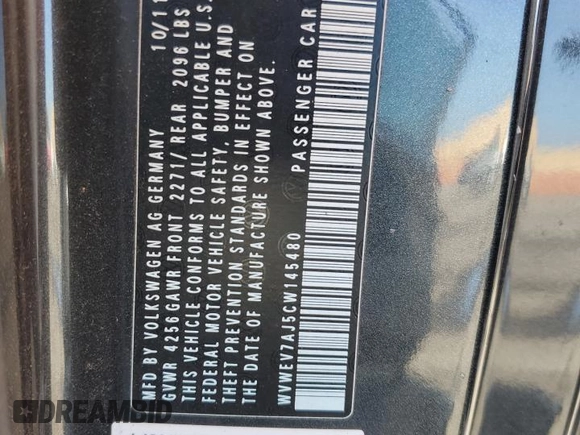 MFD BY VOLKSWAGEN AG GERMANY 10/11
GVWR 4256 GAWR FRONT 2271/ REAR 2096 LBS
THIS VEHICLE CONFORMS TO ALL APPLICABLE U.S.
FEDERAL MOTOR VEHICLE SAFETY, BUMPER AND
THEFT PREVENTION STANDARDS IN EFFECT ON
THE DATE OF MANUFACTURE SHOWN ABOVE.
WVWEV7AJ5CW145480 PASSENGER CAR
DREAMBID